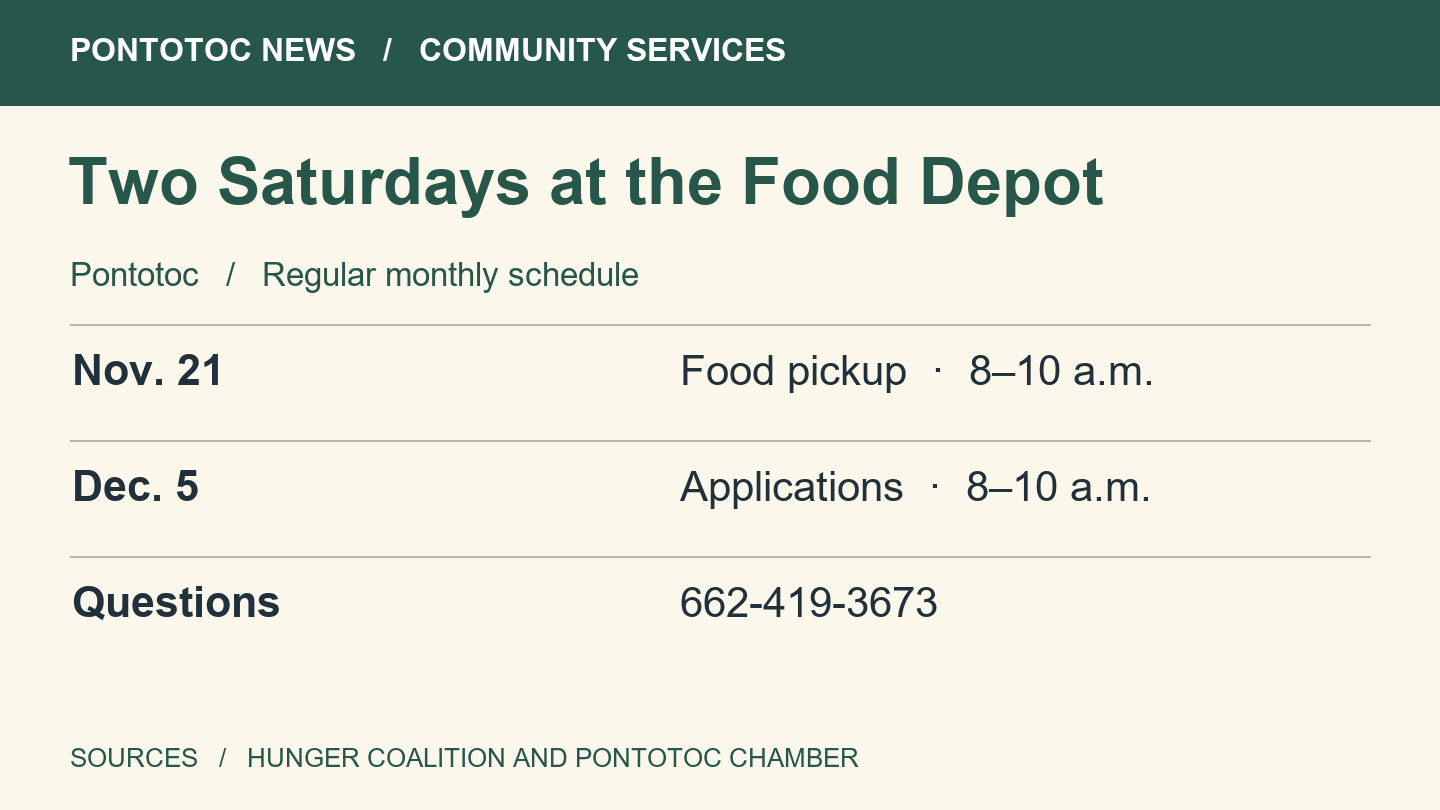 PONTOTOC NEWS / COMMUNITY SERVICES
Two Saturdays at the Food Depot
Pontotoc / Regular monthly schedule
Nov. 21 Food pickup · 8–10 a.m.
Dec. 5 Applications · 8–10 a.m.
Questions 662-419-3673
SOURCES / HUNGER COALITION AND PONTOTOC CHAMBER